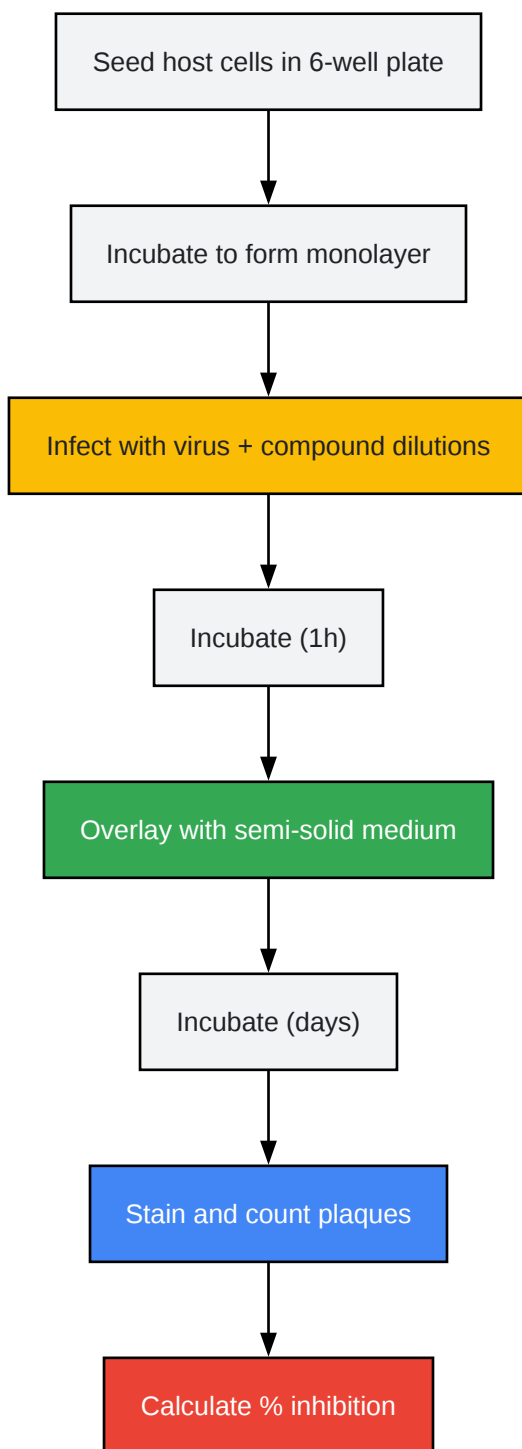 Seed host cells in 6-well plate
Incubate to form monolayer
Infect with virus + compound dilutions
Incubate (1h)
Overlay with semi-solid medium
Incubate (days)
Stain and count plaques
Calculate % inhibition